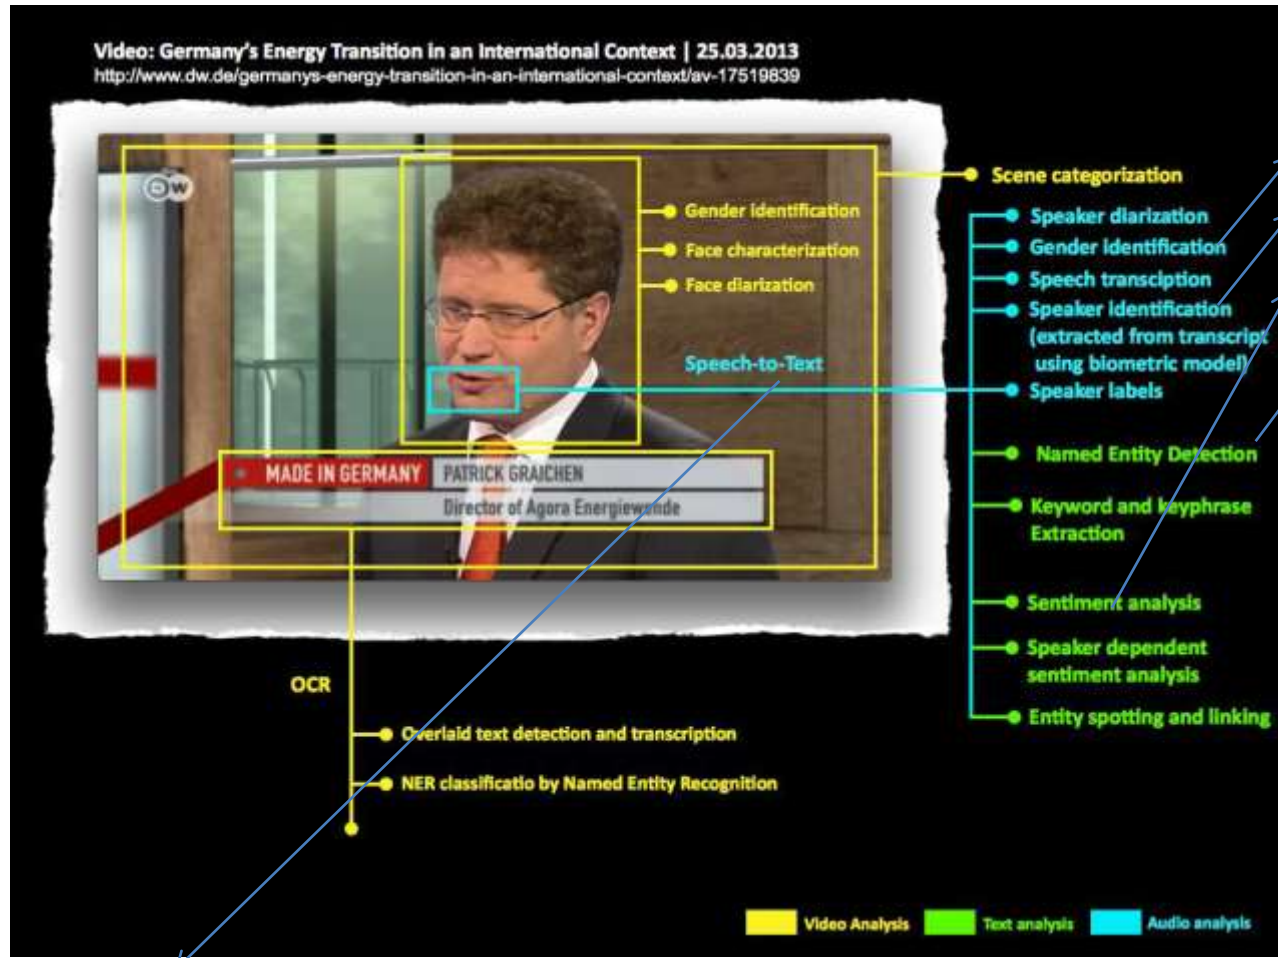 Video: Germany's Energy Transition in an International Context | 25.03.2013
http://www.dw.de/germanys-energy-transition-in-an-international-context/av-17519839
DW
Scene categorization
Gender identification
Face characterization
Face diarization
Speaker diarization
Gender identification
Speech transciption
Speaker identification
(extracted from transcript
using biometric model)
Speaker labels
Speech-to-Text
MADE IN GERMANY
PATRICK GRAICHEN
Director of Agora Energiewende
Named Entity Detection
Keyword and keyphrase
Extraction
Sentiment analysis
Speaker dependent
sentiment analysis
Entity spotting and linking
OCR
Overlaid text detection and transcription
NER classificatio by Named Entity Recognition
Video Analysis
Text analysis
Audio analysis